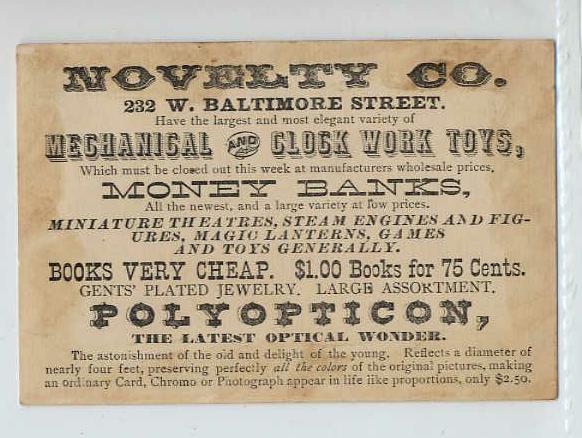 NOVELTY CO.
232 W. BALTIMORE STREET.
Have the largest and most elegant variety of
MECHANICAL AND CLOCK WORK TOYS,
Which must be closed out this week at manufacturers wholesale prices,
MONEY BANKS,
All the newest, and a large variety at low prices.
MINIATURE THEATRES, STEAM ENGINES AND FIG-
URES, MAGIC LANTERNS, GAMES
AND TOYS GENERALLY.
BOOKS VERY CHEAP. $1.00 Books for 75 Cents.
GENTS' PLATED JEWELRY. LARGE ASSORTMENT.
POLYOPTICON,
THE LATEST OPTICAL WONDER.
The astonishment of the old and delight of the young. Reflects a diameter of
nearly four feet, preserving perfectly all the colors of the original pictures, making
an ordinary Card, Chromo or Photograph appear in life like proportions, only $2.50.